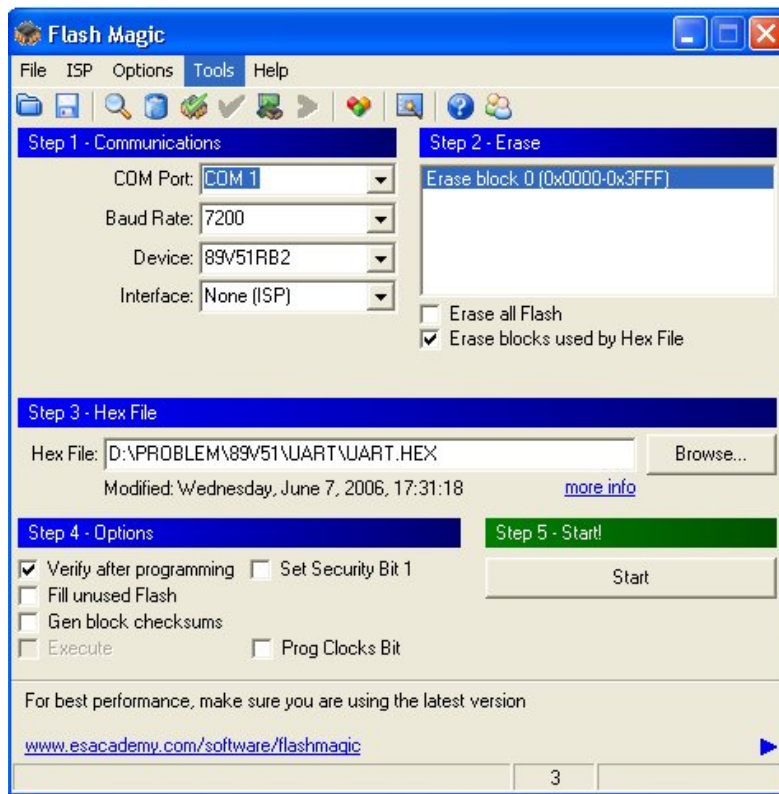 Flash Magic
File ISP Options Tools Help
Step 1 - Communications
COM Port: COM 1
Baud Rate: 7200
Device: 89V51RB2
Interface: None (ISP)
Step 2 - Erase
Erase block 0 (0x0000-0x3FFF)
Erase all Flash
Erase blocks used by Hex File
Step 3 - Hex File
Hex File: D:\PROBLEM\89V51\UART\UART.HEX Browse...
Modified: Wednesday, June 7, 2006, 17:31:18 more info
Step 4 - Options
Verify after programming Set Security Bit 1
Fill unused Flash
Gen block checksums
Execute Prog Clocks Bit
Step 5 - Start!
Start
For best performance, make sure you are using the latest version
www.esacademy.com/software/flashmagic
3